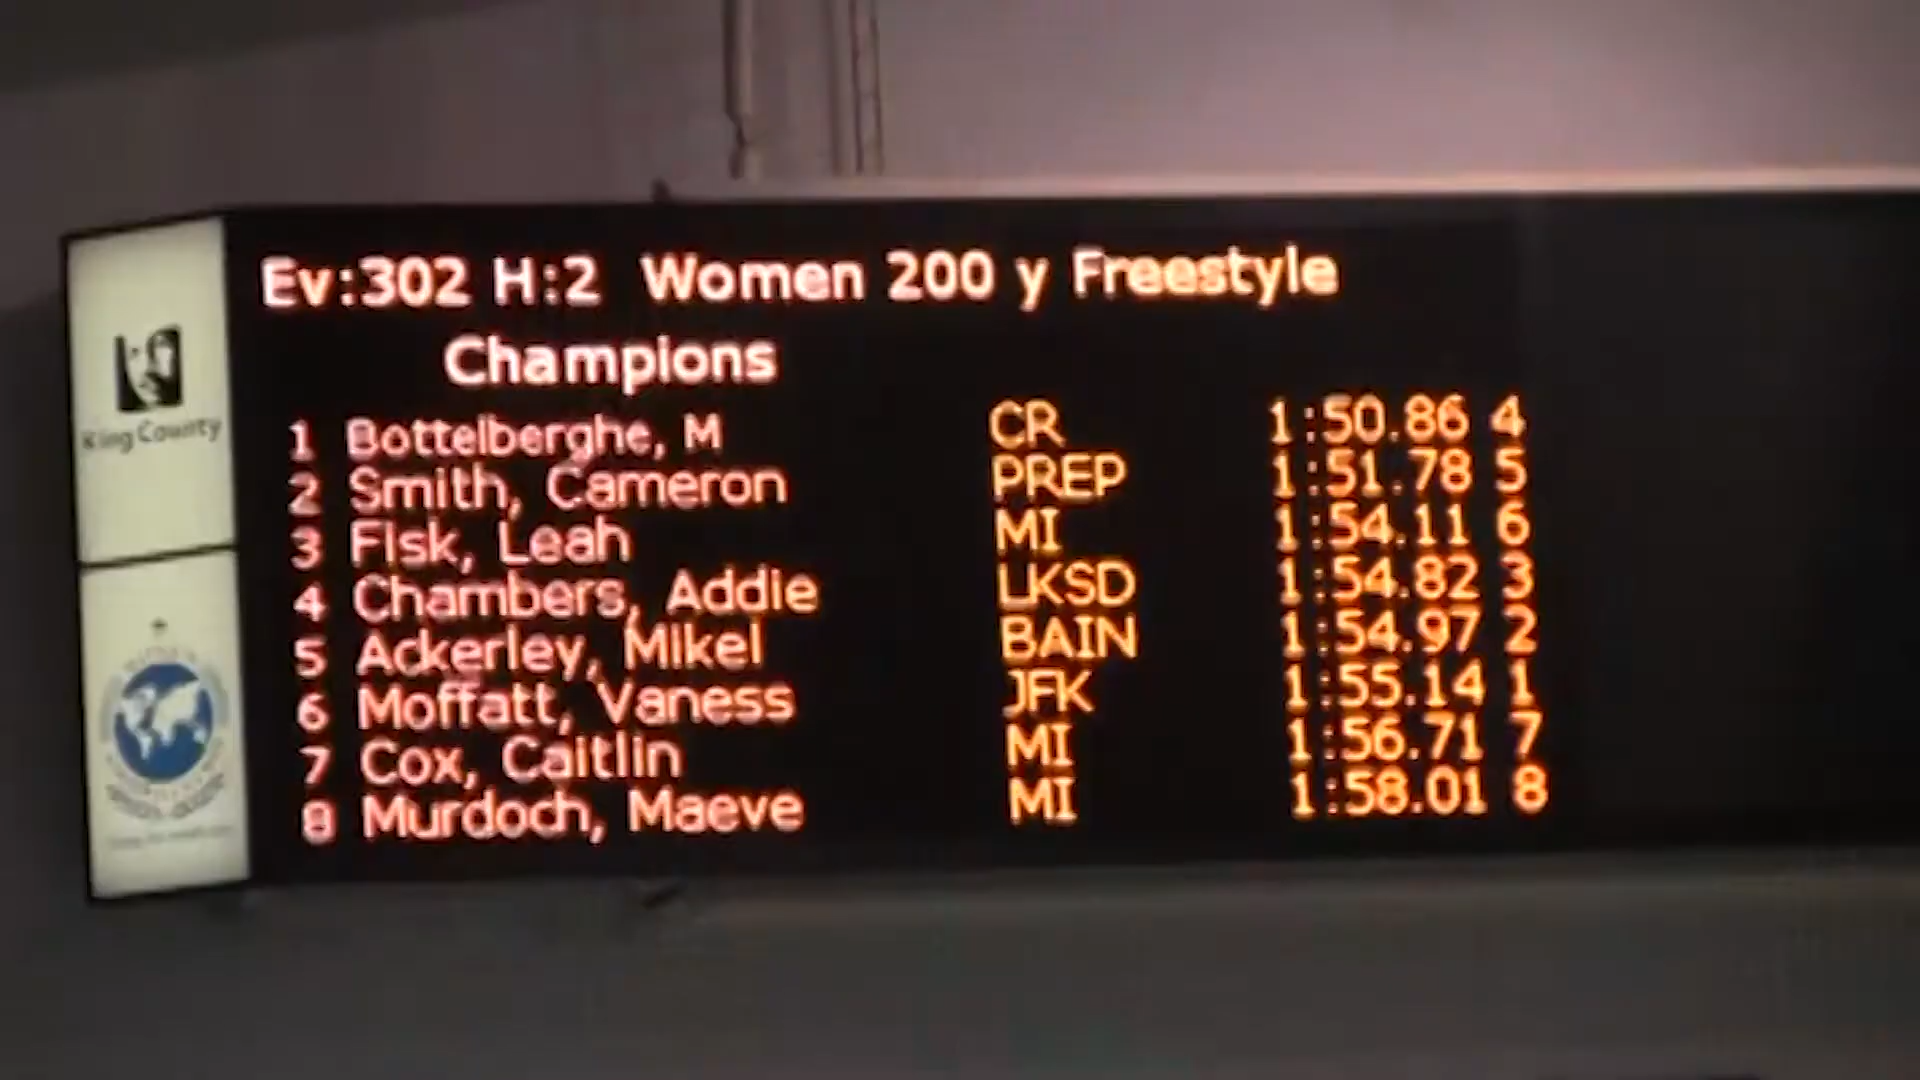 Ev:302 H:2 Women 200 y Freestyle
Champions
1 Bottelberghe, M CR 1:50.86 4
2 Smith, Cameron PREP 1:51.78 5
3 Fisk, Leah MI 1:54.11 6
4 Chambers, Addie LKSD 1:54.82 3
5 Ackerley, Mikel BAIN 1:54.97 2
6 Moffatt, Vaness JFK 1:55.14 1
7 Cox, Caitlin MI 1:56.71 7
8 Murdoch, Maeve MI 1:58.01 8
King County